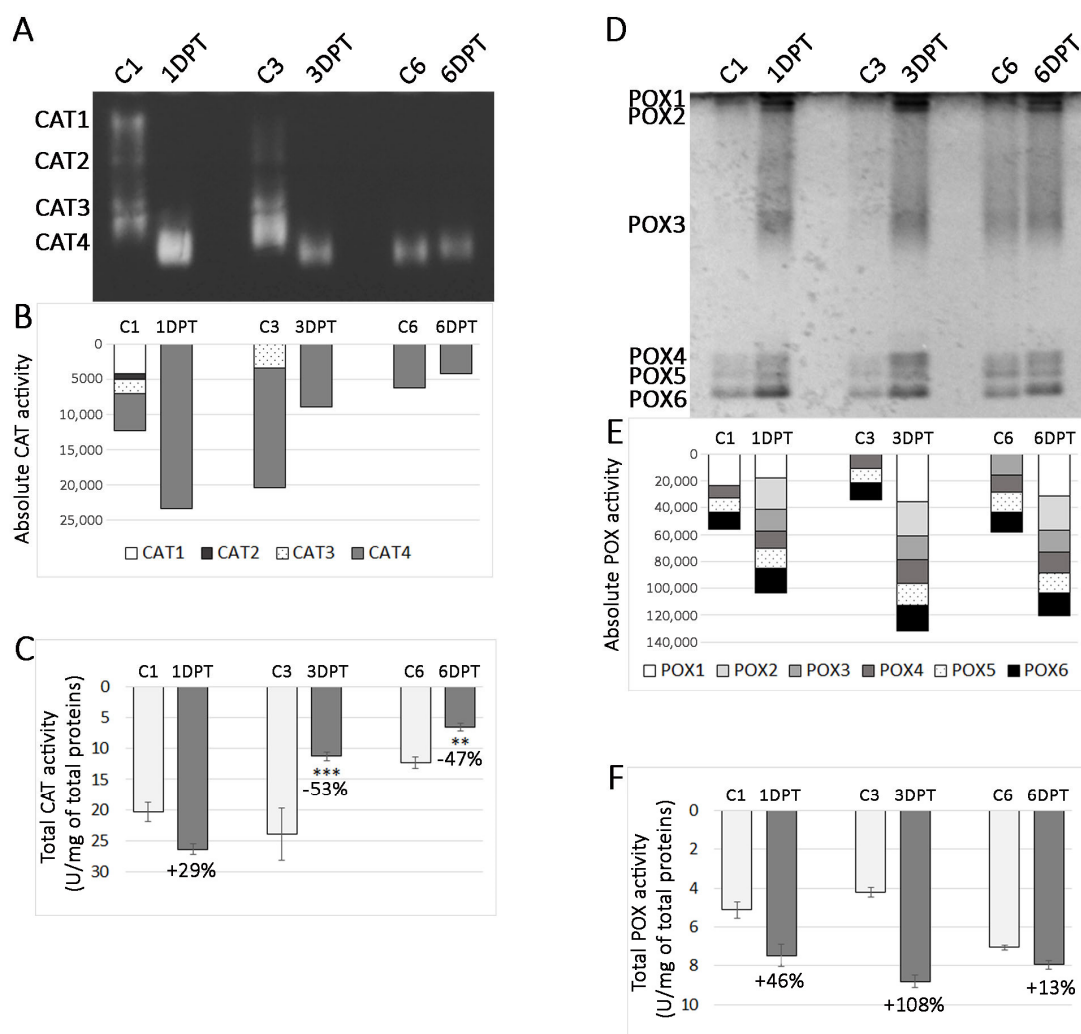 A
C1 1DPT C3 3DPT C6 6DPT
CAT1
CAT2
CAT3
CAT4
B
C1 1DPT C3 3DPT C6 6DPT
Absolute CAT activity
0
5000
10,000
15,000
20,000
25,000
CAT1 CAT2 CAT3 CAT4
C
C1 1DPT C3 3DPT C6 6DPT
Total CAT activity
(U/mg of total proteins)
0
5
10
15
20
25
30
+29%
***
-53%
**
-47%
D
C1 1DPT C3 3DPT C6 6DPT
POX1
POX2
POX3
POX4
POX5
POX6
E
C1 1DPT C3 3DPT C6 6DPT
Absolute POX activity
0
20,000
40,000
60,000
80,000
100,000
120,000
140,000
POX1 POX2 POX3 POX4 POX5 POX6
F
C1 1DPT C3 3DPT C6 6DPT
Total POX activity
(U/mg of total proteins)
0
2
4
6
8
10
+46%
+108%
+13%